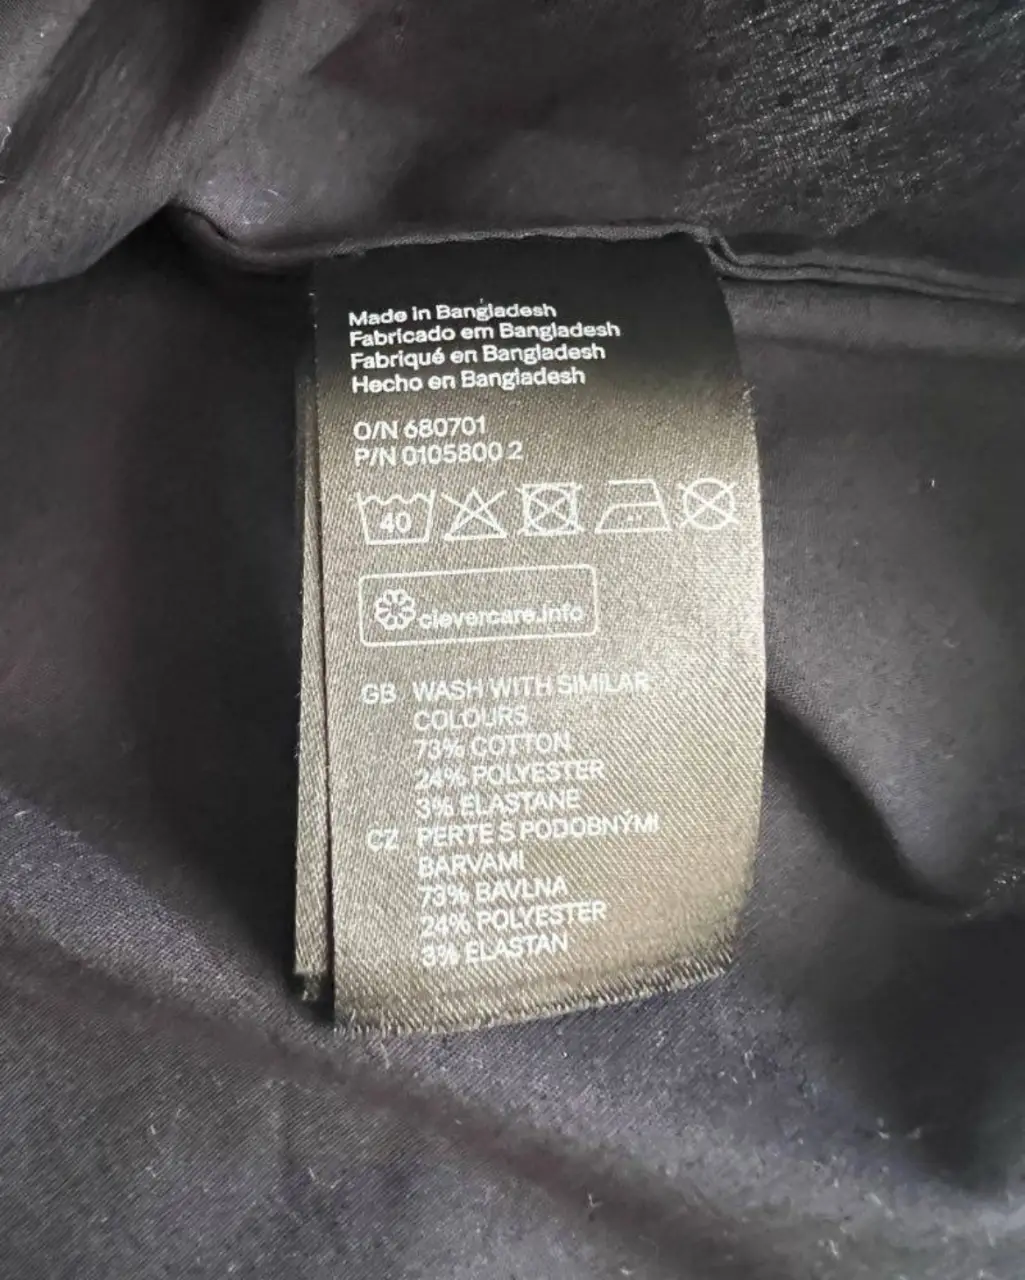 Made in Bangladesh
Fabricado em Bangladesh
Fabriqué en Bangladesh
Hecho en Bangladesh
O/N 680701
P/N 0105800 2
40
clevercare.info
GB WASH WITH SIMILAR
COLOURS
73% COTTON
24% POLYESTER
3% ELASTANE
CZ PERTE S PODOBNÝMI
BARVAMI
73% BAVLNA
24% POLYESTER
3% ELASTAN